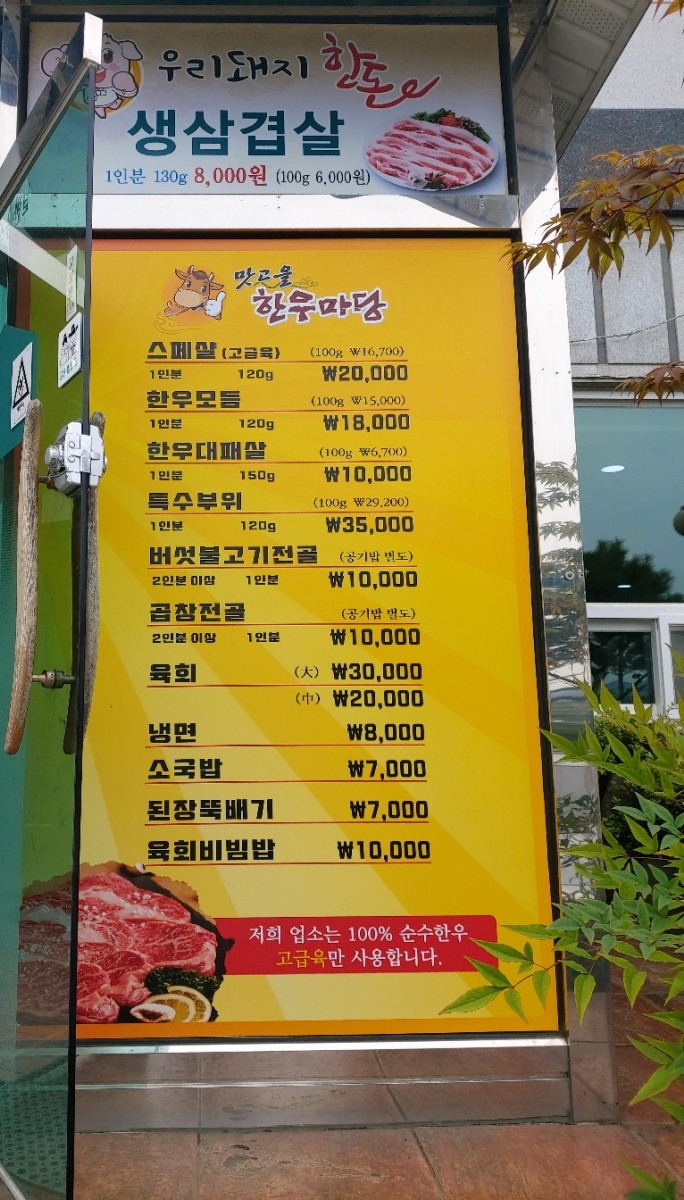 우리돼지 한돈
생삼겹살
1인분 130g 8,000원 (100g 6,000원)
맛고을
한우마당
스페샬 (고급육) (100g ₩16,700)
1인분 120g ₩20,000
한우모듬 (100g ₩15,000)
1인분 120g ₩18,000
한우대패살 (100g ₩6,700)
1인분 150g ₩10,000
특수부위 (100g ₩29,200)
1인분 120g ₩35,000
버섯불고기전골 (공기밥 별도)
2인분 이상 1인분 ₩10,000
곱창전골 (공기밥 별도)
2인분 이상 1인분 ₩10,000
육회 (大) ₩30,000
(中) ₩20,000
냉면 ₩8,000
소국밥 ₩7,000
된장뚝배기 ₩7,000
육회비빔밥 ₩10,000
저희 업소는 100% 순수한우
고급육만 사용합니다.